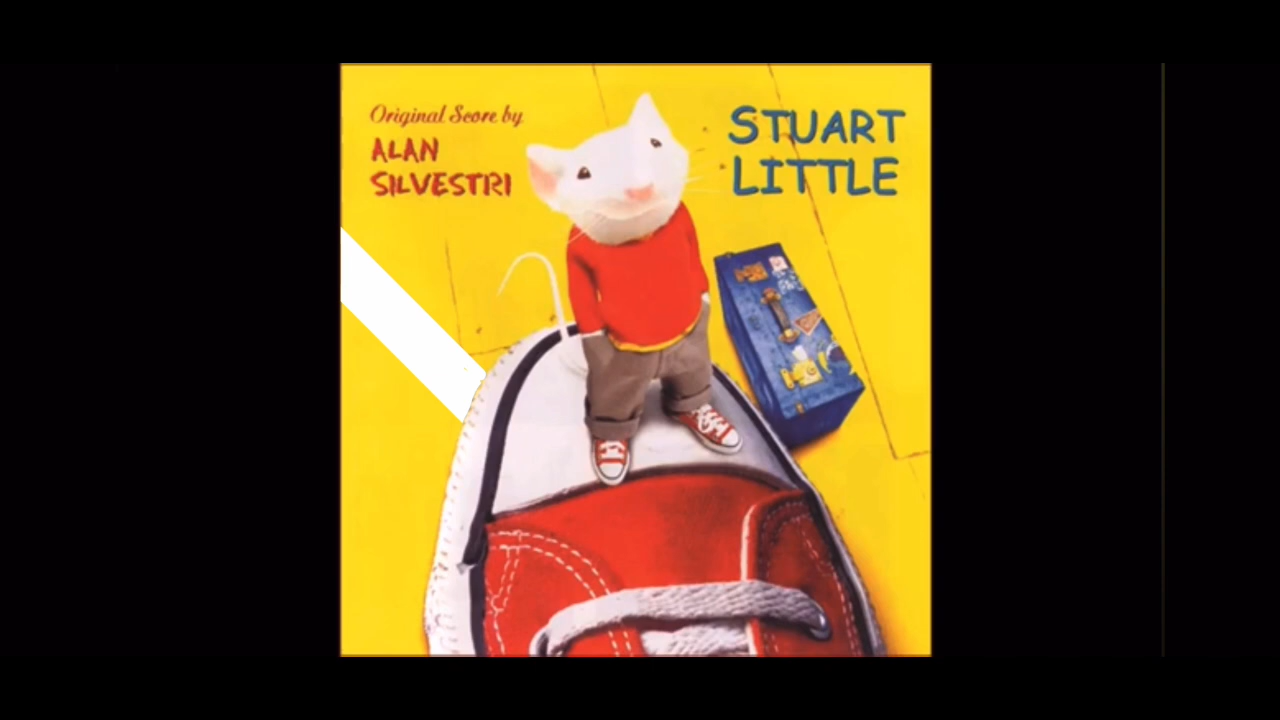 Original Score by
ALAN
SILVESTRI
STUART
LITTLE